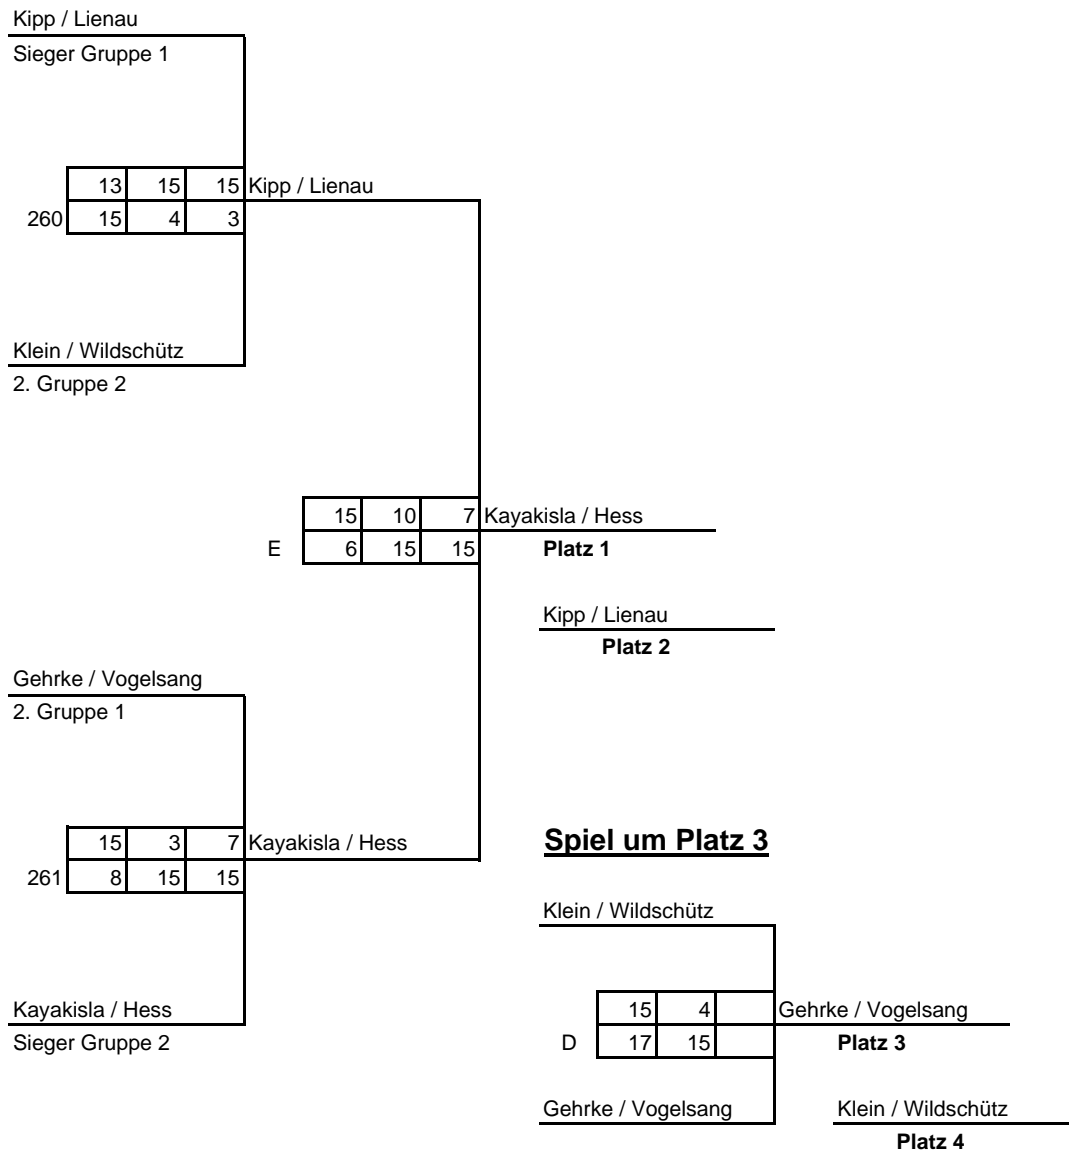 Kipp / Lienau
Sieger Gruppe 1
13 15 15 Kipp / Lienau
260 15 4 3
Klein / Wildschütz
2. Gruppe 2
15 10 7 Kayakisla / Hess
E 6 15 15 Platz 1
Kipp / Lienau
Platz 2
Gehrke / Vogelsang
2. Gruppe 1
15 3 7 Kayakisla / Hess
261 8 15 15
Spiel um Platz 3
Klein / Wildschütz
Kayakisla / Hess
Sieger Gruppe 2
15 4 Gehrke / Vogelsang
D 17 15 Platz 3
Gehrke / Vogelsang
Klein / Wildschütz
Platz 4